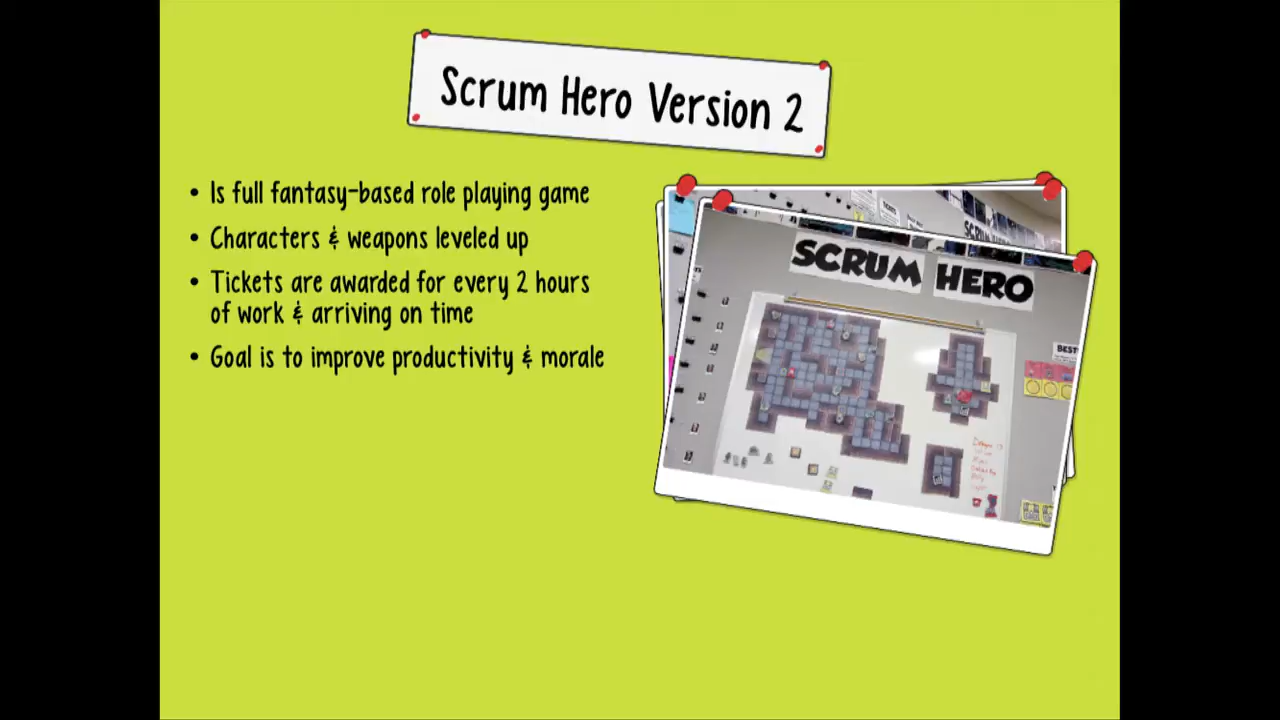 Scrum Hero Version 2
• Is full fantasy-based role playing game
• Characters & weapons leveled up
• Tickets are awarded for every 2 hours
of work & arriving on time
• Goal is to improve productivity & morale
SCRUM HERO
BEST